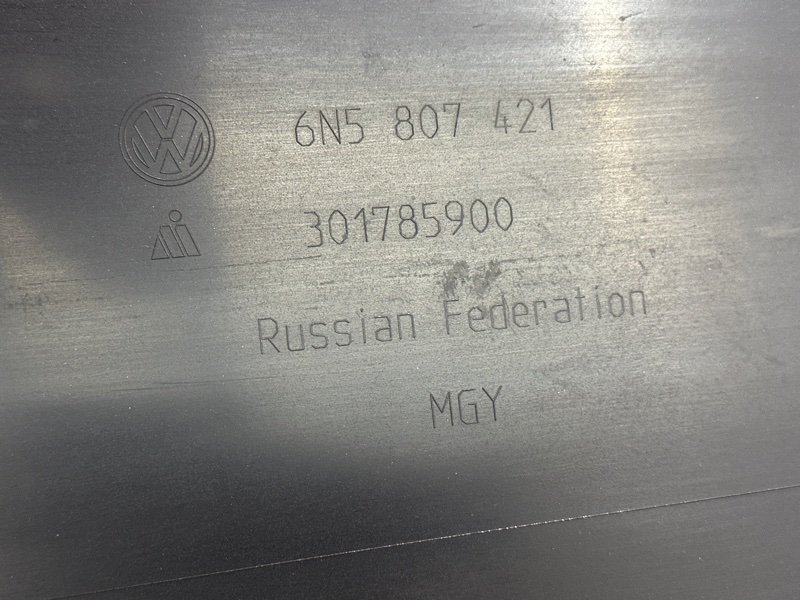 6N5 807 421
301785900
Russian Federation
MGY